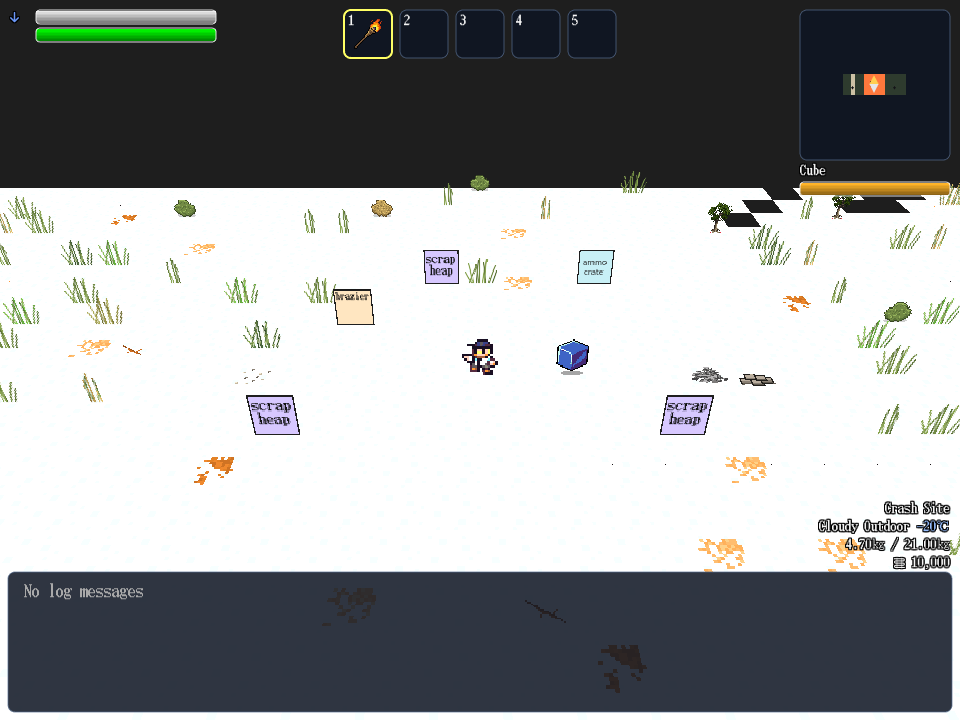 1 2 3 4 5
Cube
scrap
heap
ammo
crate
brazier
scrap
heap
scrap
heap
Crash Site
Cloudy Outdoor -20℃
4.70kg / 21.00kg
10,000
No log messages